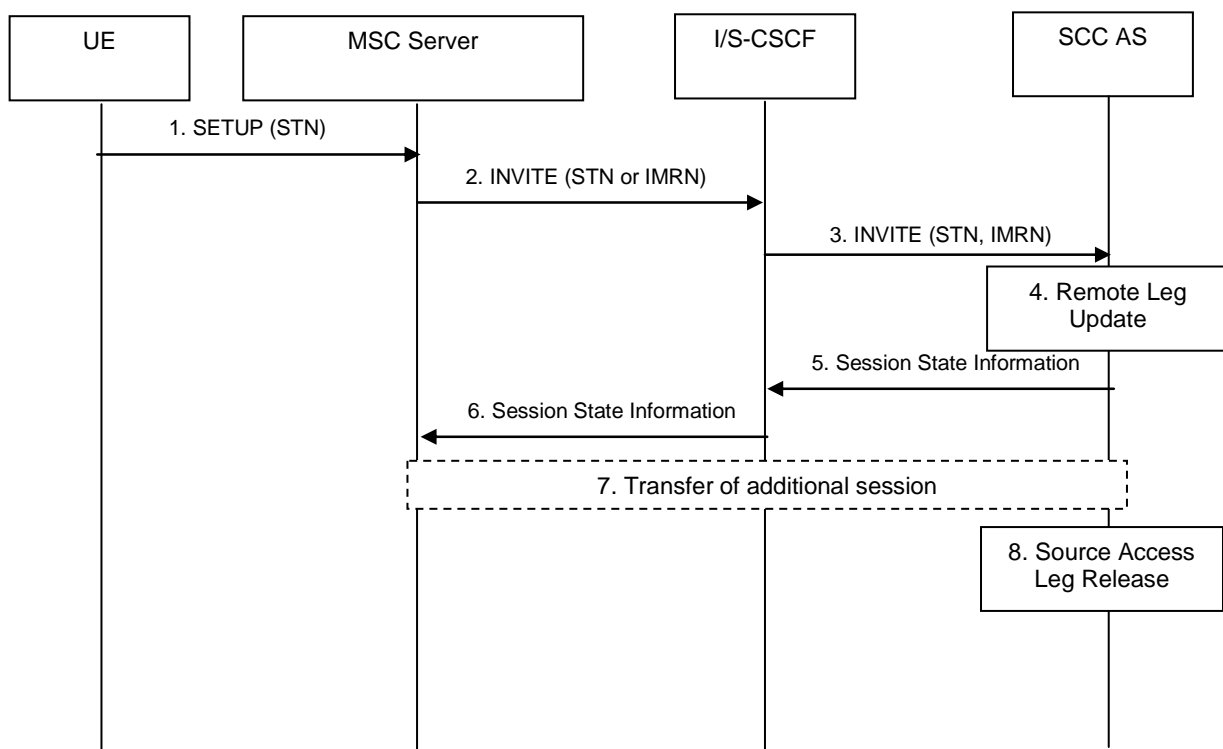 UE
MSC Server
I/S-CSCF
SCC AS
1. SETUP (STN)
2. INVITE (STN or IMRN)
3. INVITE (STN, IMRN)
4. Remote Leg
Update
5. Session State Information
6. Session State Information
7. Transfer of additional session
8. Source Access
Leg Release